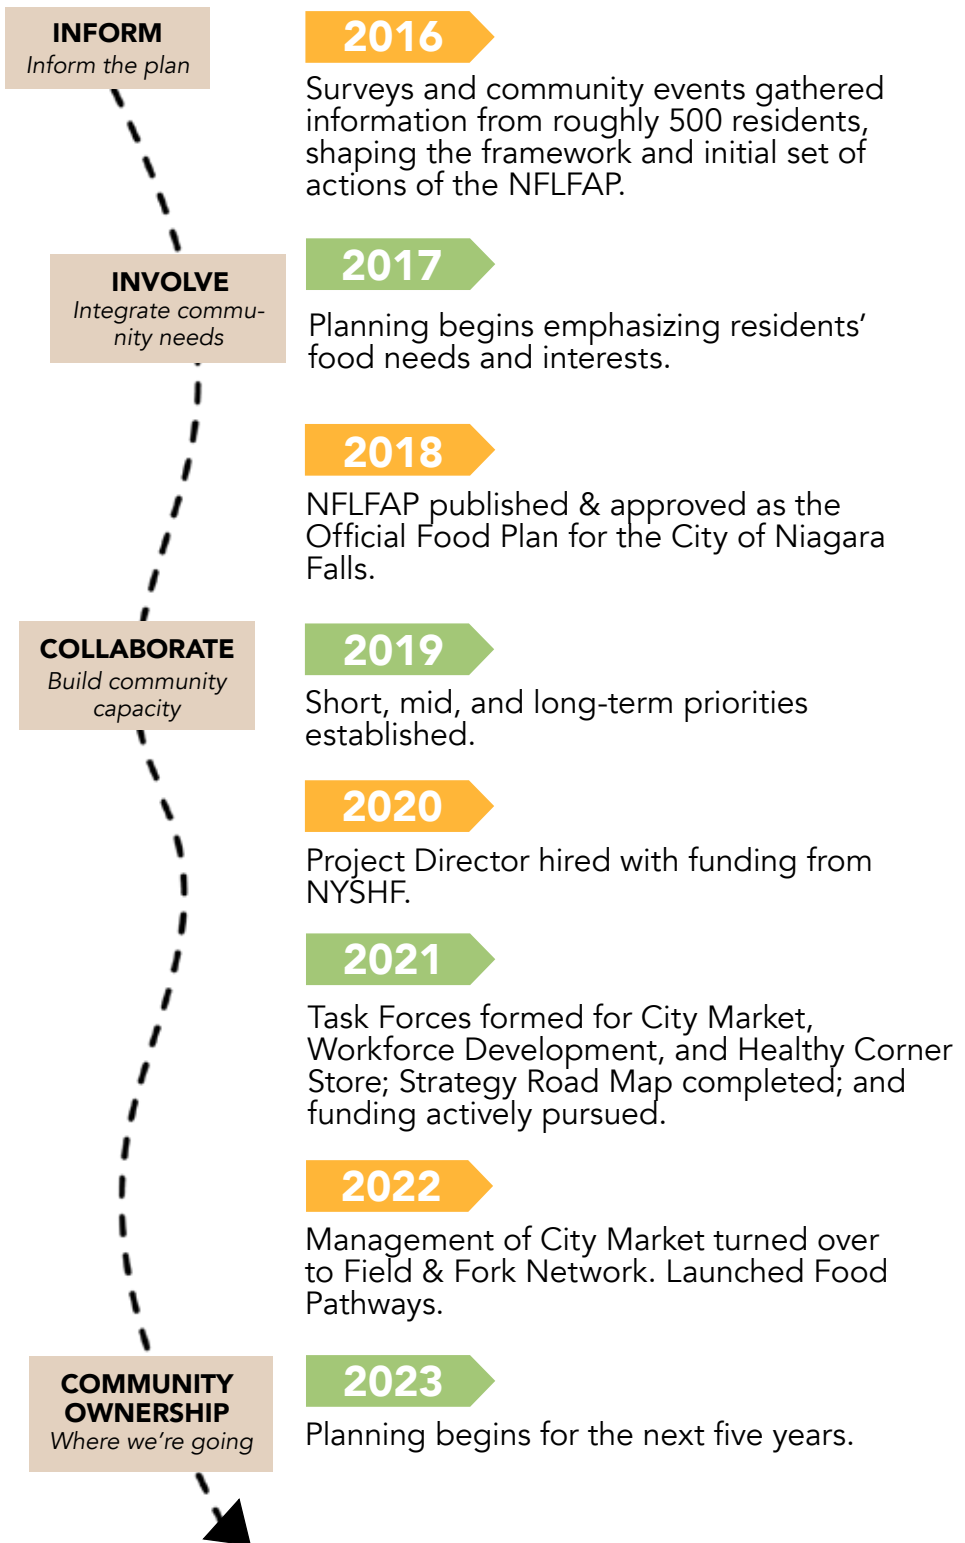 INFORM
Inform the plan
2016
Surveys and community events gathered
information from roughly 500 residents,
shaping the framework and initial set of
actions of the NFLFAP.
INVOLVE
Integrate commu-
nity needs
2017
Planning begins emphasizing residents’
food needs and interests.
2018
NFLFAP published & approved as the
Official Food Plan for the City of Niagara
Falls.
COLLABORATE
Build community
capacity
2019
Short, mid, and long-term priorities
established.
2020
Project Director hired with funding from
NYSHF.
2021
Task Forces formed for City Market,
Workforce Development, and Healthy Corner
Store; Strategy Road Map completed; and
funding actively pursued.
2022
Management of City Market turned over
to Field & Fork Network. Launched Food
Pathways.
COMMUNITY
OWNERSHIP
Where we’re going
2023
Planning begins for the next five years.